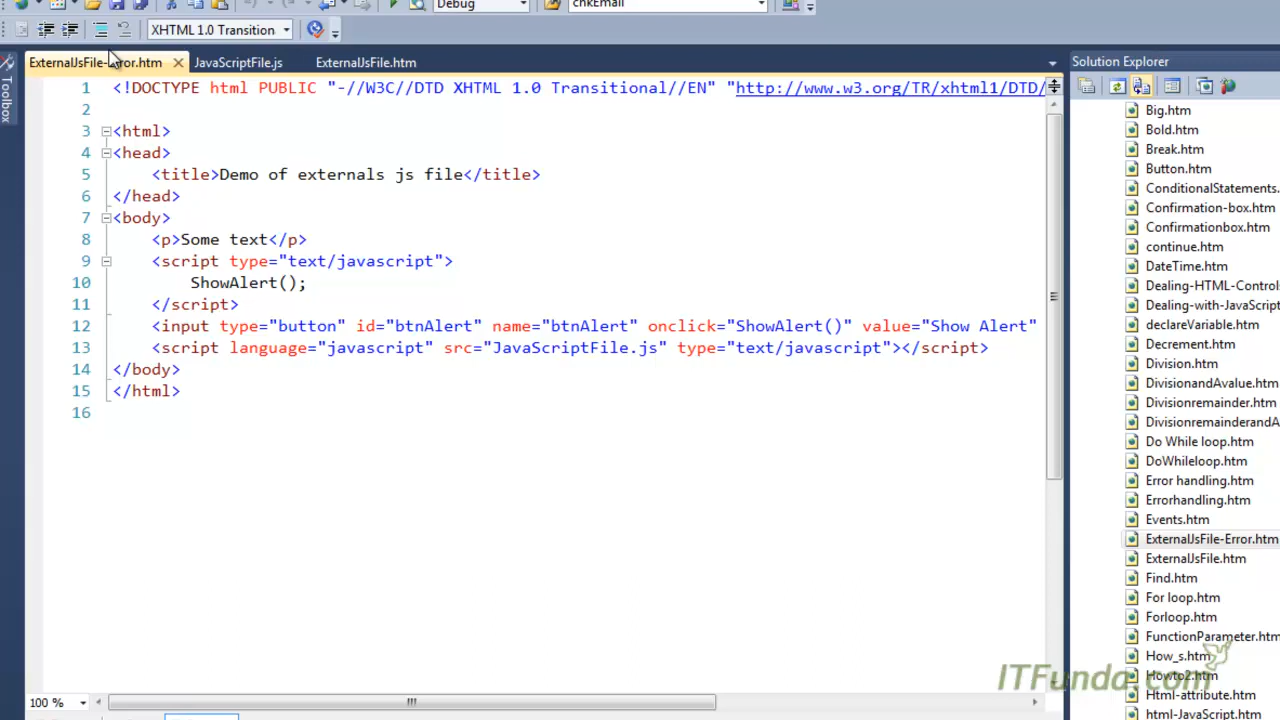 Debug
chkEmail
XHTML 1.0 Transition
ExternalJsFile-Error.htm
JavaScriptFile.js
ExternalJsFile.htm
Solution Explorer
Toolbox
1 <!DOCTYPE html PUBLIC "-//W3C//DTD XHTML 1.0 Transitional//EN" "http://www.w3.org/TR/xhtml1/DTD/
2
3 <html>
4 <head>
5 <title>Demo of externals js file</title>
6 </head>
7 <body>
8 <p>Some text</p>
9 <script type="text/javascript">
10 ShowAlert();
11 </script>
12 <input type="button" id="btnAlert" name="btnAlert" onclick="ShowAlert()" value="Show Alert"
13 <script language="javascript" src="JavaScriptFile.js" type="text/javascript"></script>
14 </body>
15 </html>
16
100 %
Big.htm
Bold.htm
Break.htm
Button.htm
ConditionalStatements.
Confirmation-box.htm
Confirmationbox.htm
continue.htm
DateTime.htm
Dealing-HTML-Control
Dealing-with-JavaScript
declareVariable.htm
Decrement.htm
Division.htm
DivisionandAvalue.htm
Divisionremainder.htm
DivisionremainderandA
Do While loop.htm
DoWhileloop.htm
Error handling.htm
Errorhandling.htm
Events.htm
ExternalJsFile-Error.htm
ExternalJsFile.htm
Find.htm
For loop.htm
Forloop.htm
FunctionParameter.htm
How_s.htm
Howto2.htm
Html-attribute.htm
html-JavaScript.htm
ITFunda.com